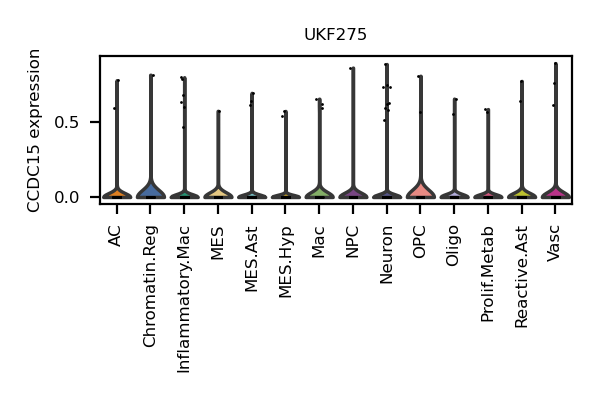 UKF275
CCDC15 expression
0.5
0.0
AC
Chromatin.Reg
Inflammatory.Mac
MES
MES.Ast
MES.Hyp
Mac
NPC
Neuron
OPC
Oligo
Prolif.Metab
Reactive.Ast
Vasc